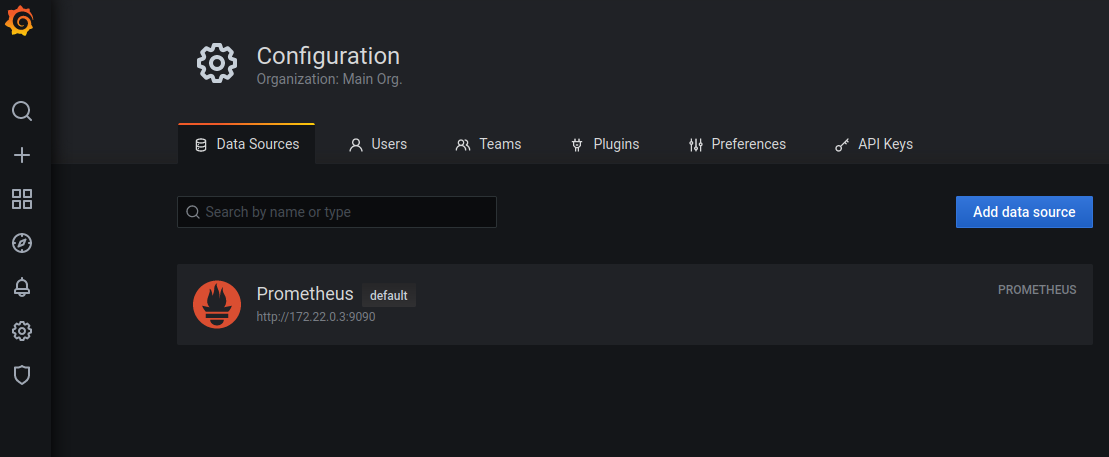 Configuration
Organization: Main Org.
Data Sources Users Teams Plugins Preferences API Keys
Search by name or type
Add data source
Prometheus default
PROMETHEUS
http://172.22.0.3:9090